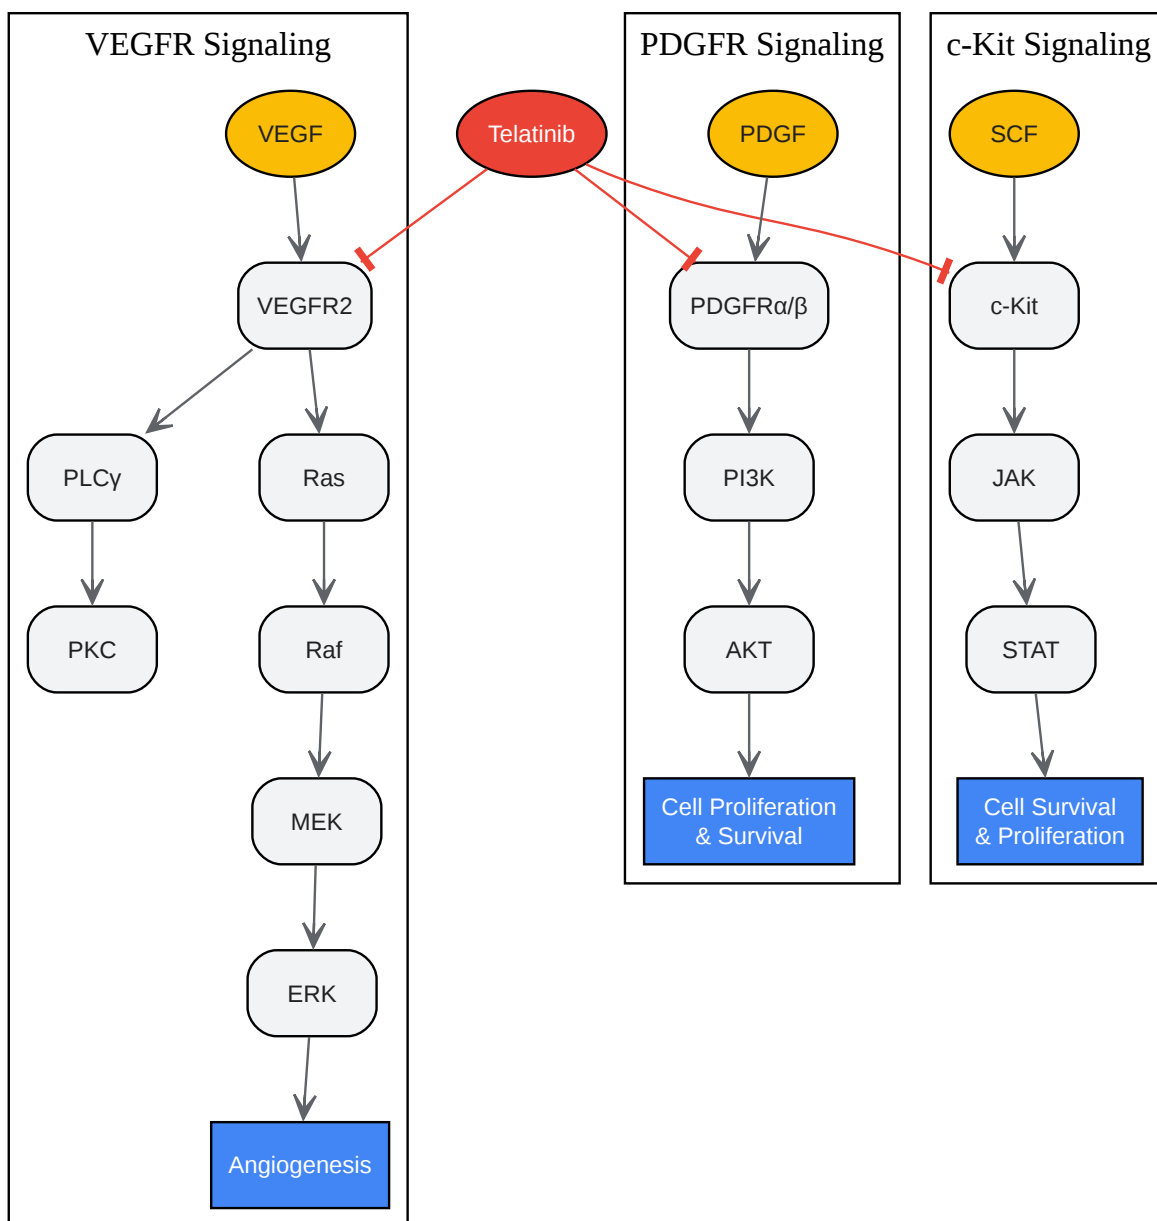 VEGFR Signaling
PDGFR Signaling
c-Kit Signaling
VEGF
Telatinib
PDGF
SCF
VEGFR2
PDGFRα/β
c-Kit
PLCγ
Ras
PI3K
JAK
PKC
Raf
AKT
STAT
MEK
Cell Proliferation
& Survival
Cell Survival
& Proliferation
ERK
Angiogenesis